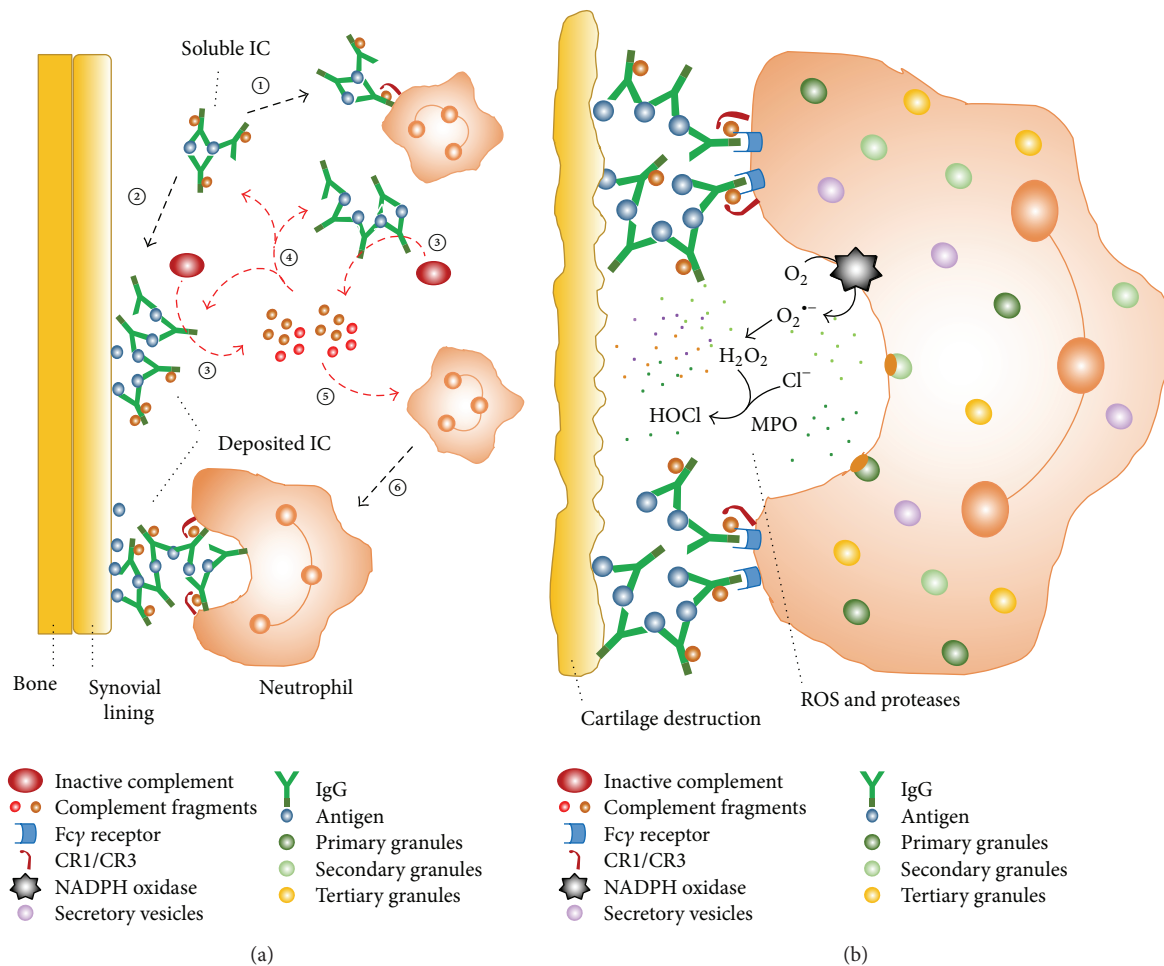 (a)
Soluble IC
①
②
③
④
③
⑤
Deposited IC
⑥
Bone
Synovial
lining
Neutrophil
Inactive complement
Complement fragments
Fcγ receptor
CR1/CR3
NADPH oxidase
Secretory vesicles
IgG
Antigen
Primary granules
Secondary granules
Tertiary granules
(a)
(b)
O₂
O₂•⁻
H₂O₂
Cl⁻
HOCl
MPO
ROS and proteases
Cartilage destruction
Inactive complement
Complement fragments
Fcγ receptor
CR1/CR3
NADPH oxidase
Secretory vesicles
IgG
Antigen
Primary granules
Secondary granules
Tertiary granules
(b)